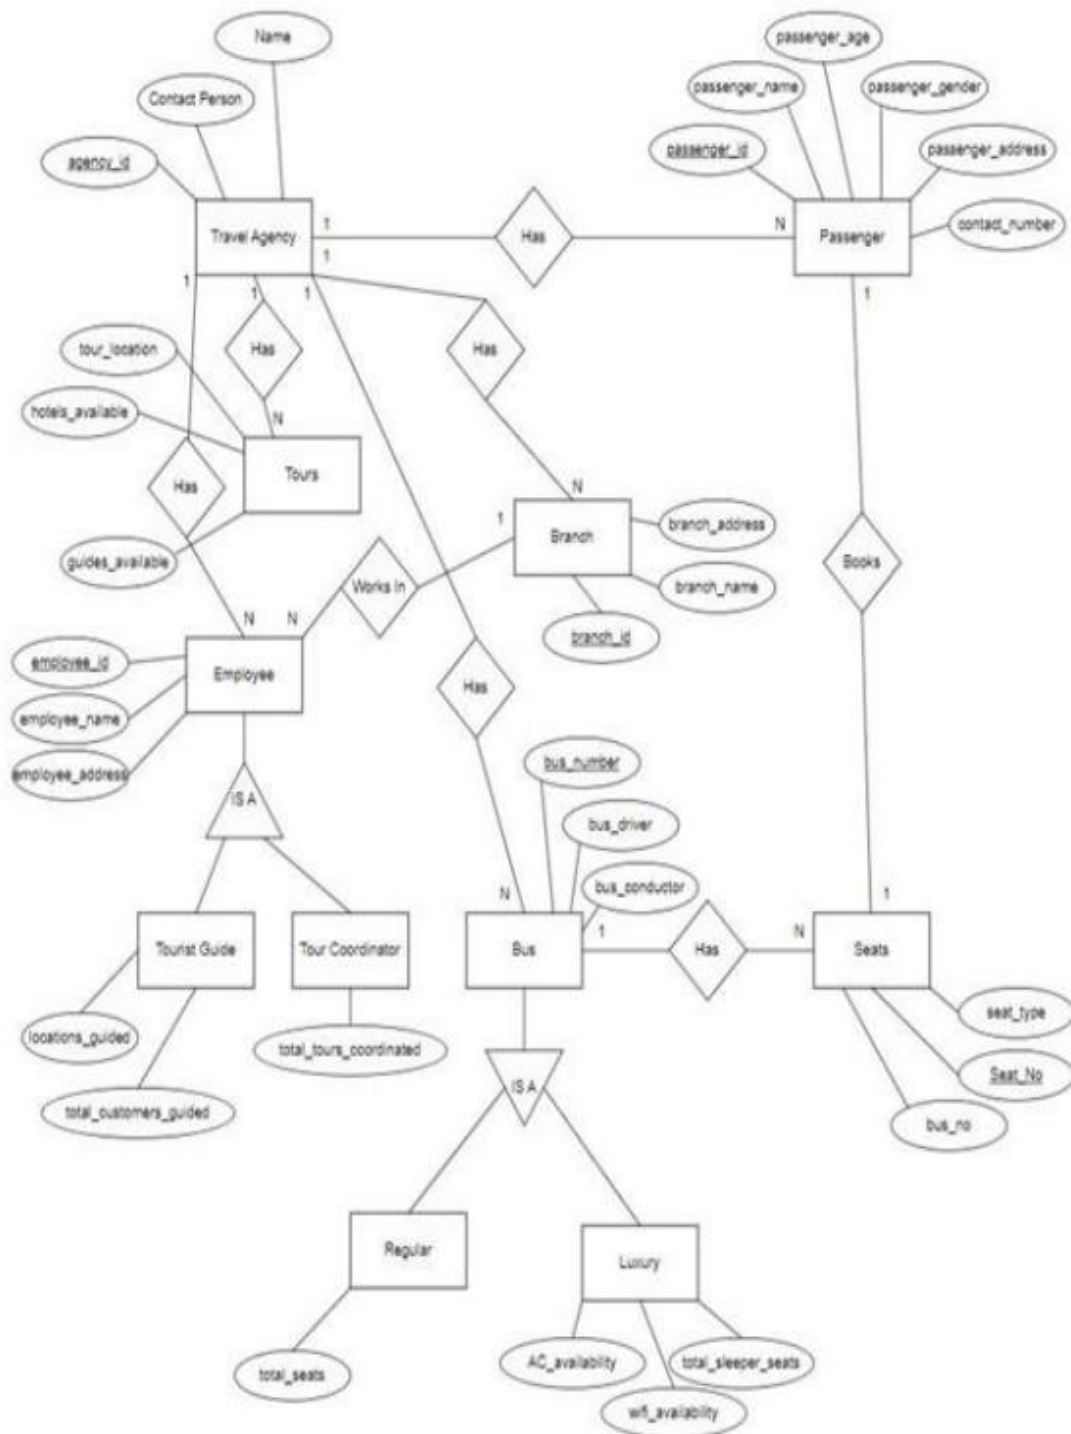 Name
passenger_age
Contact Person
passenger_name
passenger_gender
agency_id
passenger_id
passenger_address
Travel Agency
1
Has
N
Passenger
contact_number
1
1
1
1
1
tour_location
Has
Has
hotels_available
N
Has
Tours
N
1
Branch
branch_address
guides_available
Works In
branch_name
Books
N
N
branch_id
employee_id
Employee
Has
employee_name
bus_number
employee_address
IS A
bus_driver
bus_conductor
N
1
1
Tourist Guide
Tour Coordinator
Bus
Has
N
Seats
locations_guided
total_tours_coordinated
seat_type
IS A
Seat_No
total_customers_guided
bus_no
Regular
Luxury
total_seats
AC_availability
total_sleeper_seats
wifi_availability